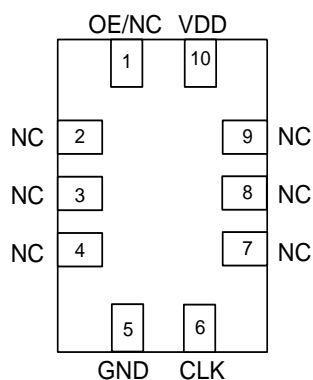 OE/NC VDD
1 10
NC 2 9 NC
NC 3 8 NC
NC 4 7 NC
5 6
GND CLK